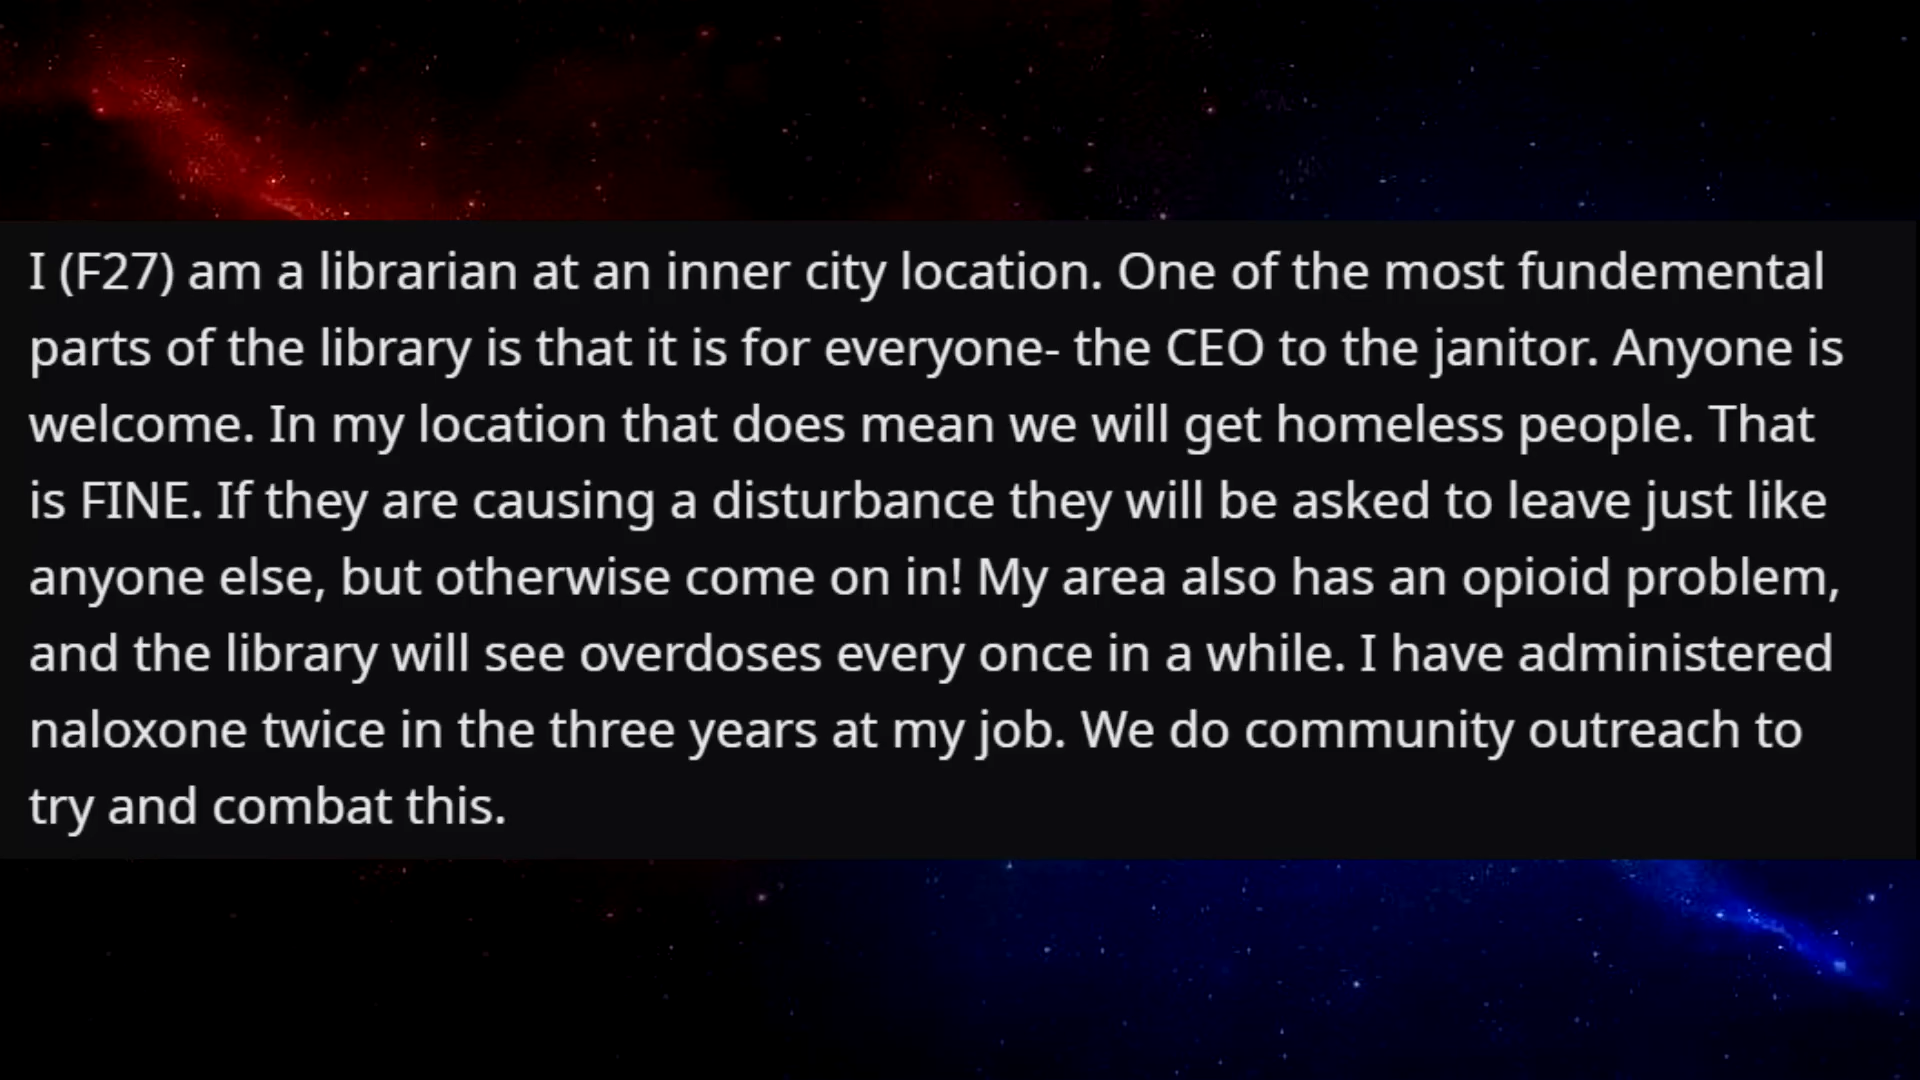 I (F27) am a librarian at an inner city location. One of the most fundemental
parts of the library is that it is for everyone- the CEO to the janitor. Anyone is
welcome. In my location that does mean we will get homeless people. That
is FINE. If they are causing a disturbance they will be asked to leave just like
anyone else, but otherwise come on in! My area also has an opioid problem,
and the library will see overdoses every once in a while. I have administered
naloxone twice in the three years at my job. We do community outreach to
try and combat this.